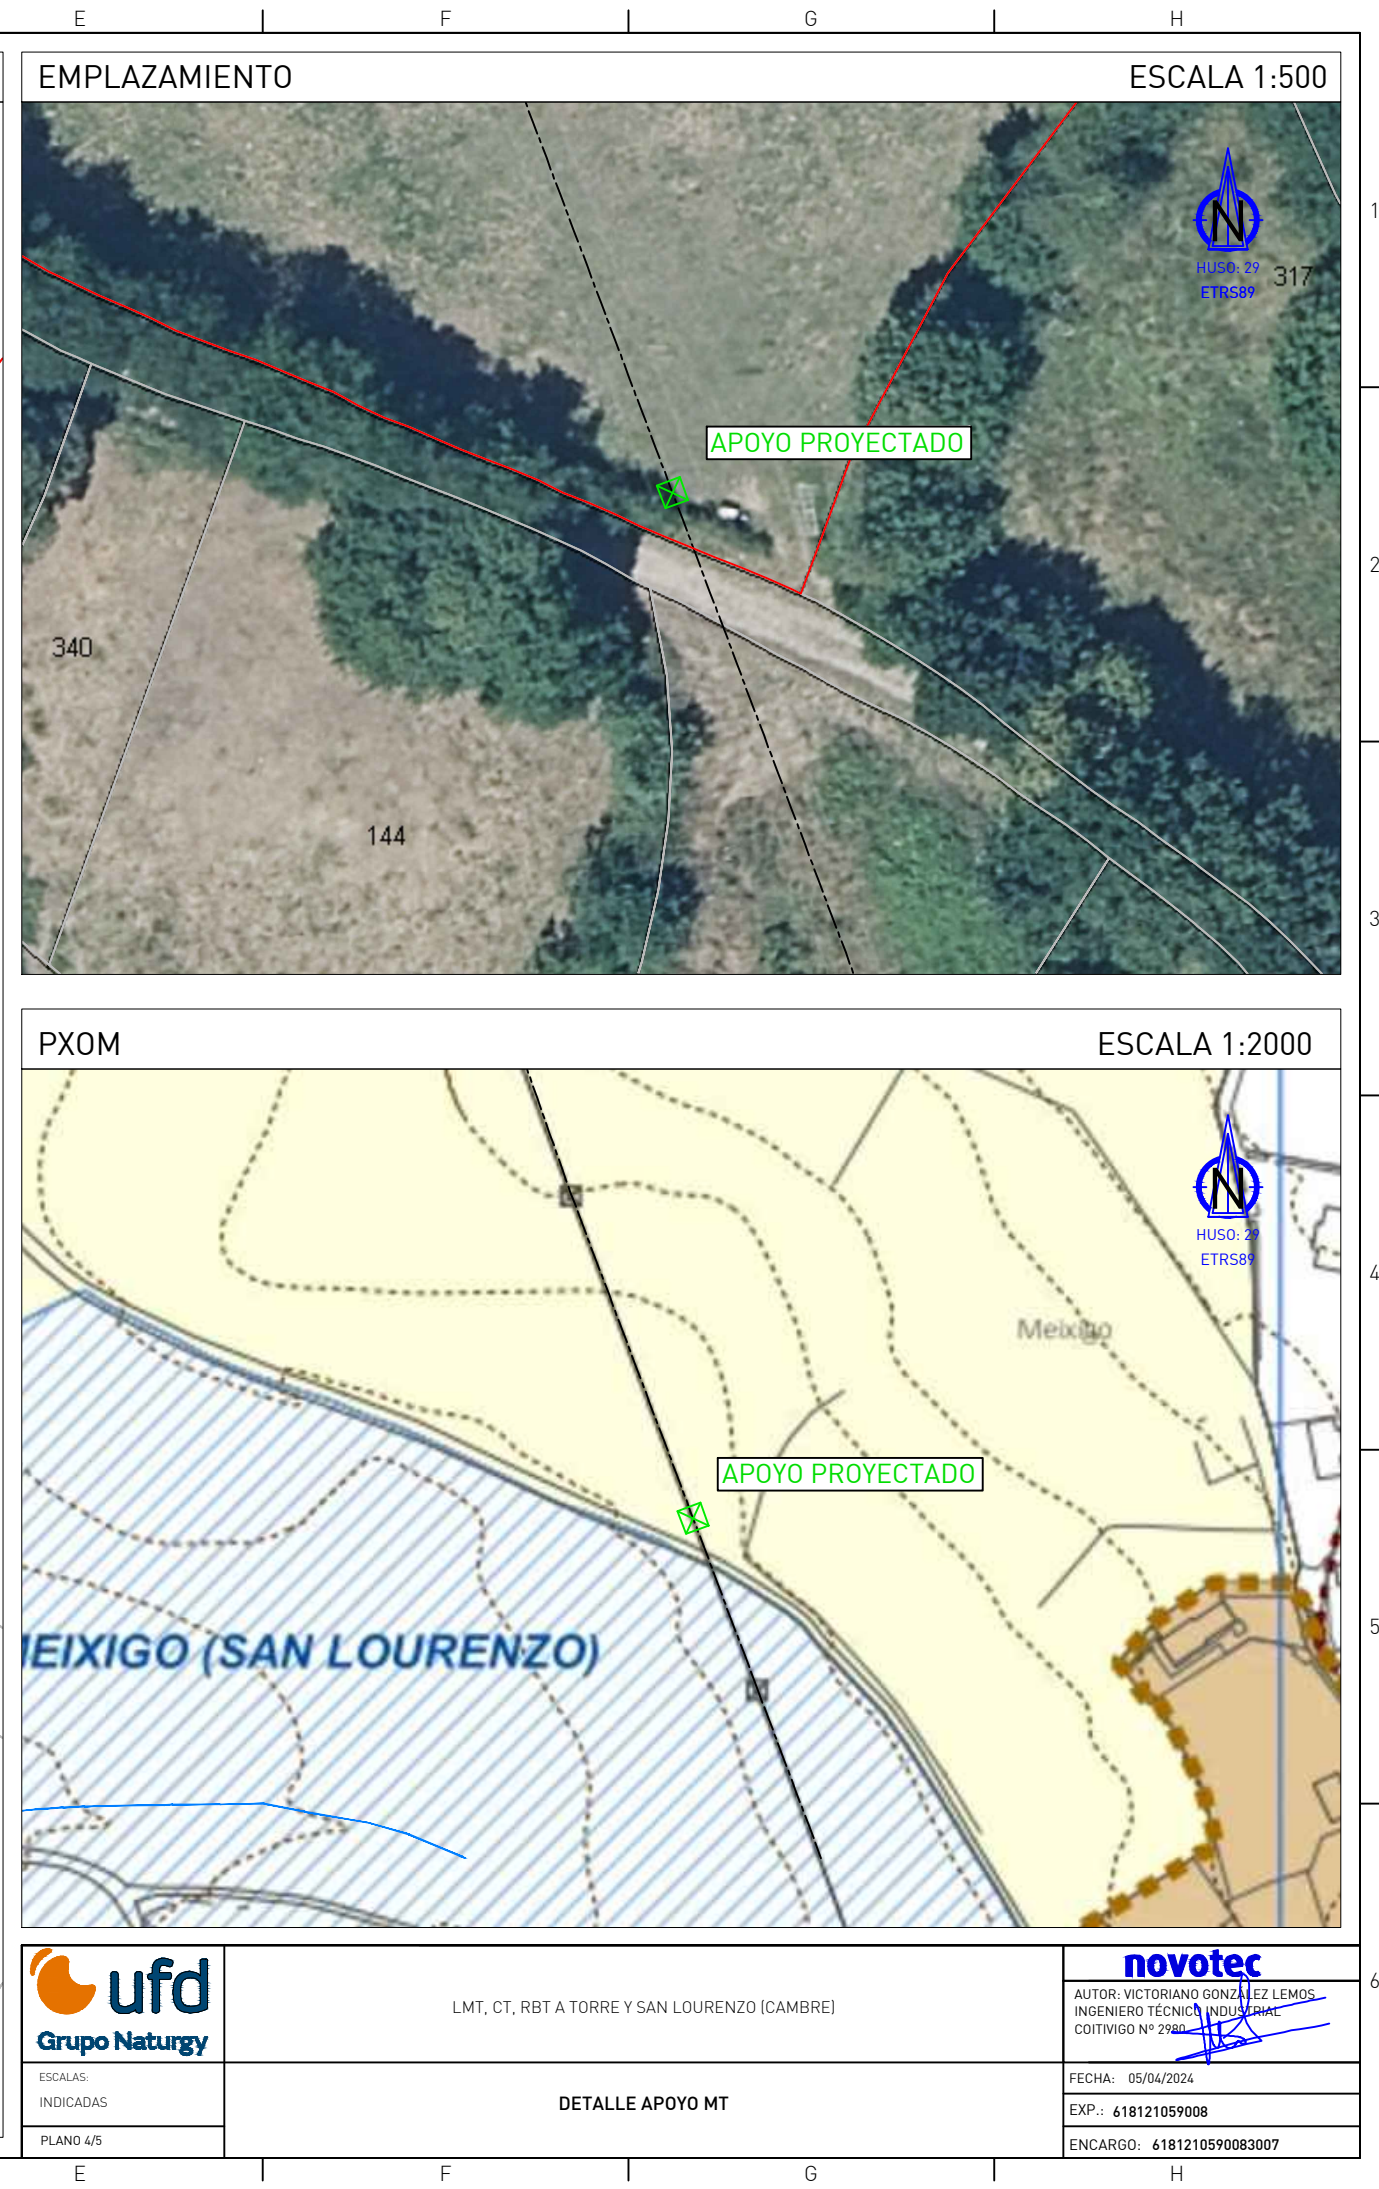 E F G H
EMPLAZAMIENTO ESCALA 1:500
N
HUSO: 29
ETRS89
317
1
APOYO PROYECTADO
2
340
144
3
PXOM ESCALA 1:2000
N
HUSO: 29
ETRS89
4
Meixigo
APOYO PROYECTADO
5
MEIXIGO (SAN LOURENZO)
6
ufd
Grupo Naturgy
LMT, CT, RBT A TORRE Y SAN LOURENZO (CAMBRE)
novotec
AUTOR: VICTORIANO GONZÁLEZ LEMOS
INGENIERO TÉCNICO INDUSTRIAL
COITIVIGO Nº 2980
ESCALAS:
INDICADAS
DETALLE APOYO MT
FECHA: 05/04/2024
EXP.: 618121059008
PLANO 4/5
ENCARGO: 6181210590083007
E F G H